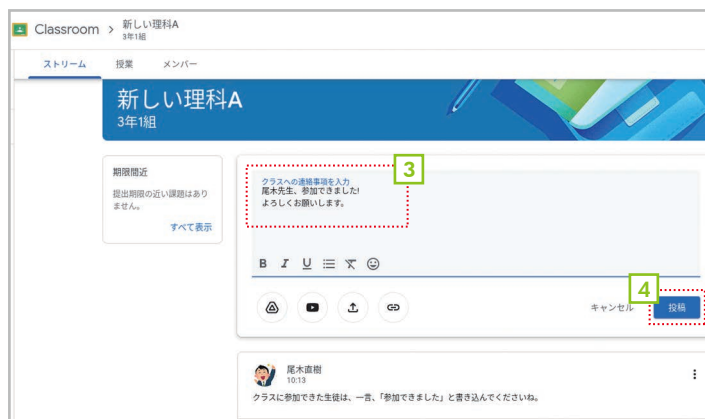 Classroom > 新しい理科A
3年1組
ストリーム 授業 メンバー
新しい理科A
3年1組
期限間近
提出期限の近い課題はあり
ません。
すべて表示
3
クラスへの連絡事項を入力
尾木先生、参加できました!
よろしくお願いします。
B I U
4
キャンセル 投稿
尾木直樹
10:13
クラスに参加できた生徒は、一言、「参加できました」と書き込んでくださいね。